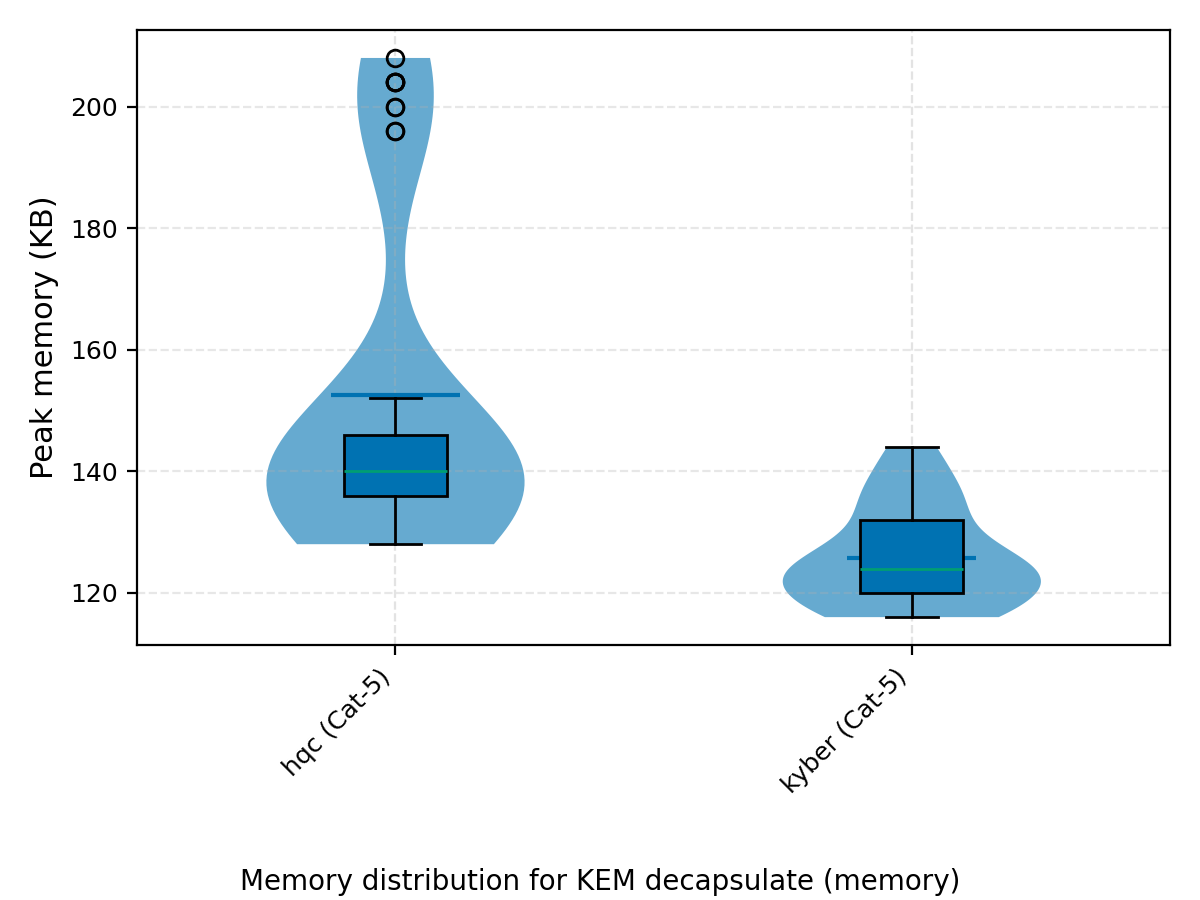 Peak memory (KB)
200
180
160
140
120
hqc (Cat-5)
kyber (Cat-5)
Memory distribution for KEM decapsulate (memory)